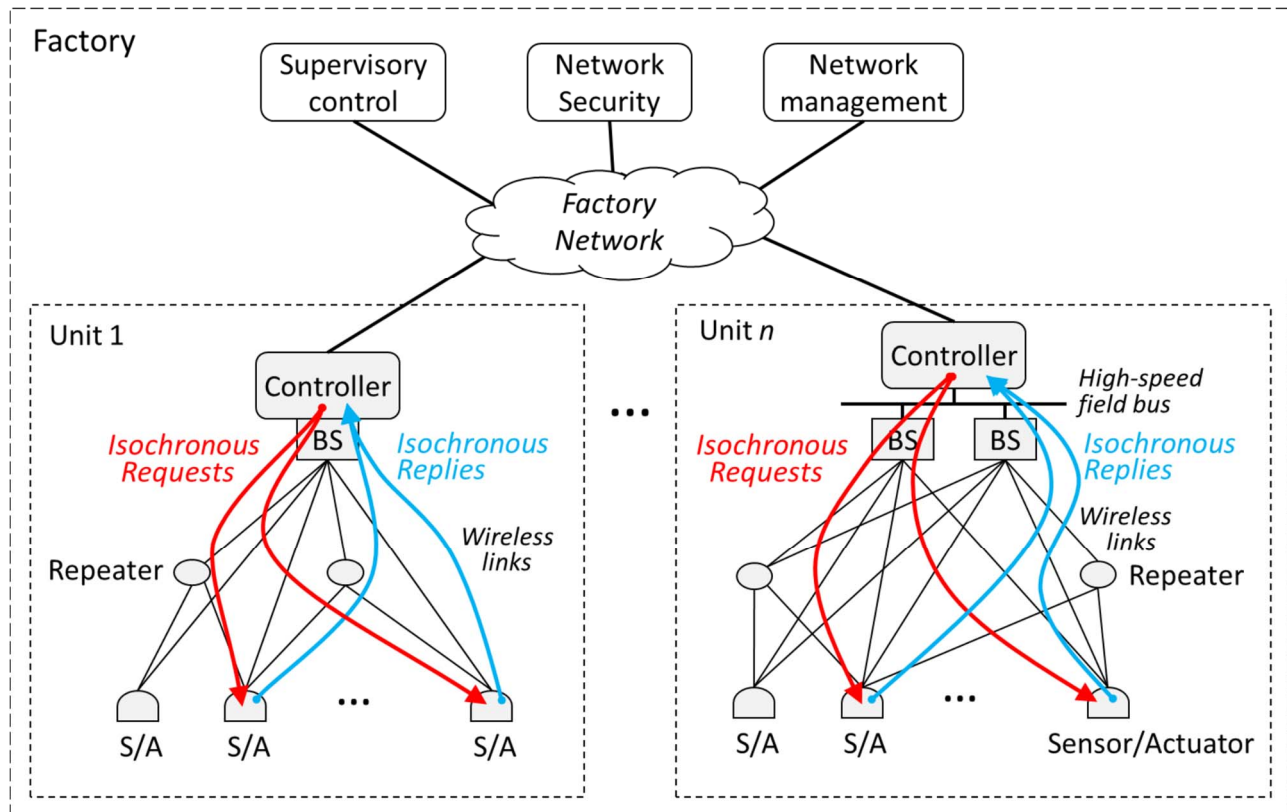 Factory
Supervisory
control
Network
Security
Network
management
Factory
Network
Unit 1
Controller
BS
Isochronous
Requests
Isochronous
Replies
Wireless
links
Repeater
...
S/A
S/A
S/A
...
Unit n
Controller
High-speed
field bus
BS
BS
Isochronous
Requests
Isochronous
Replies
Wireless
links
Repeater
...
S/A
S/A
Sensor/Actuator